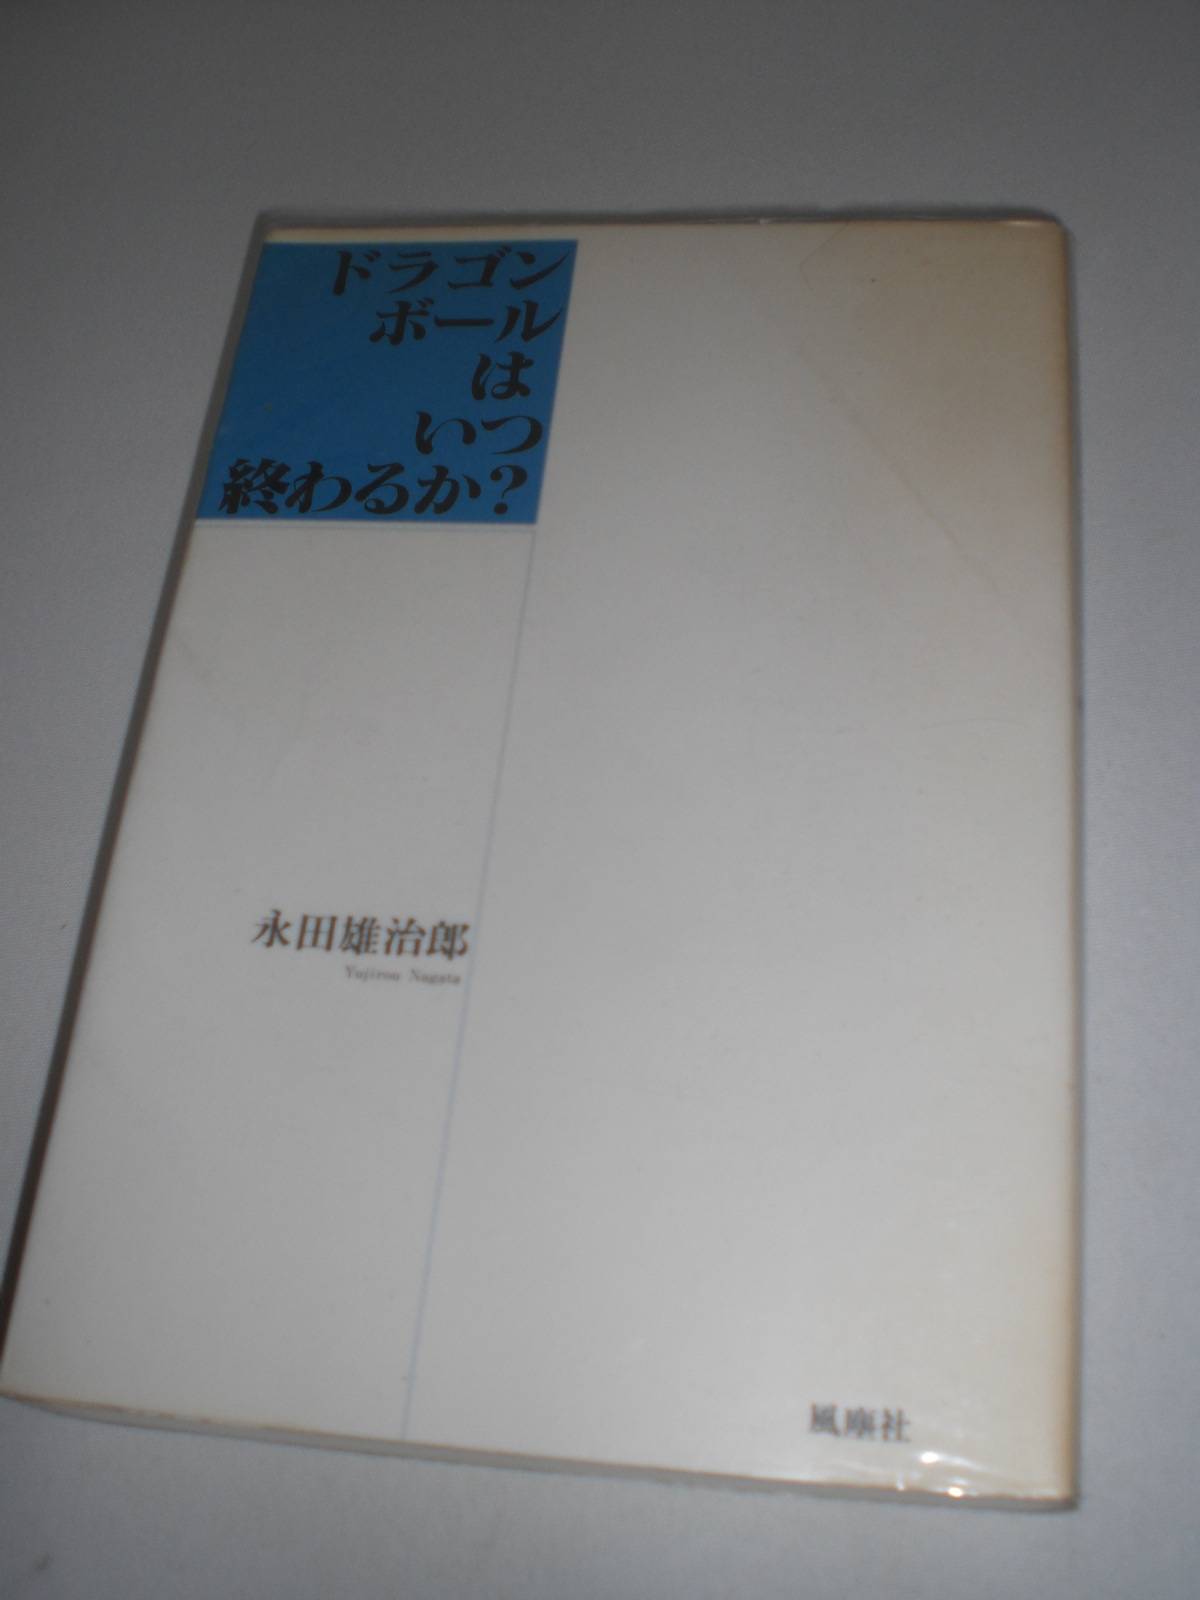 ドラゴン
ボール
は
いつ
終わるか?
永田雄治郎
Yujirou Nagata
風塵社